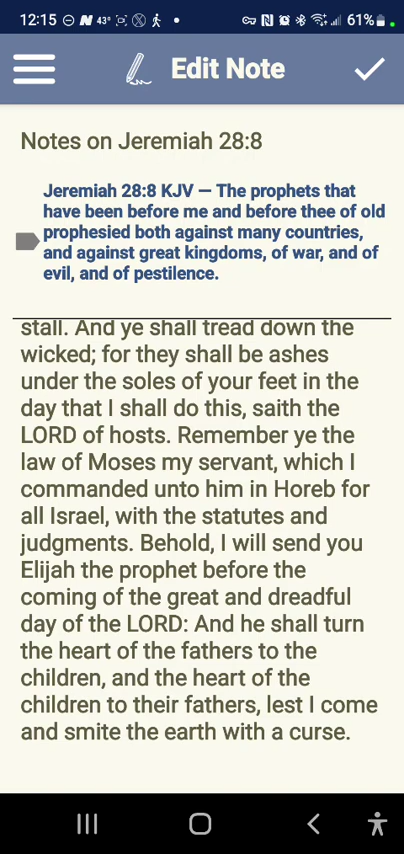 12:15 N 43° 61%
Edit Note
Notes on Jeremiah 28:8
Jeremiah 28:8 KJV — The prophets that
have been before me and before thee of old
prophesied both against many countries,
and against great kingdoms, of war, and of
evil, and of pestilence.
stall. And ye shall tread down the
wicked; for they shall be ashes
under the soles of your feet in the
day that I shall do this, saith the
LORD of hosts. Remember ye the
law of Moses my servant, which I
commanded unto him in Horeb for
all Israel, with the statutes and
judgments. Behold, I will send you
Elijah the prophet before the
coming of the great and dreadful
day of the LORD: And he shall turn
the heart of the fathers to the
children, and the heart of the
children to their fathers, lest I come
and smite the earth with a curse.